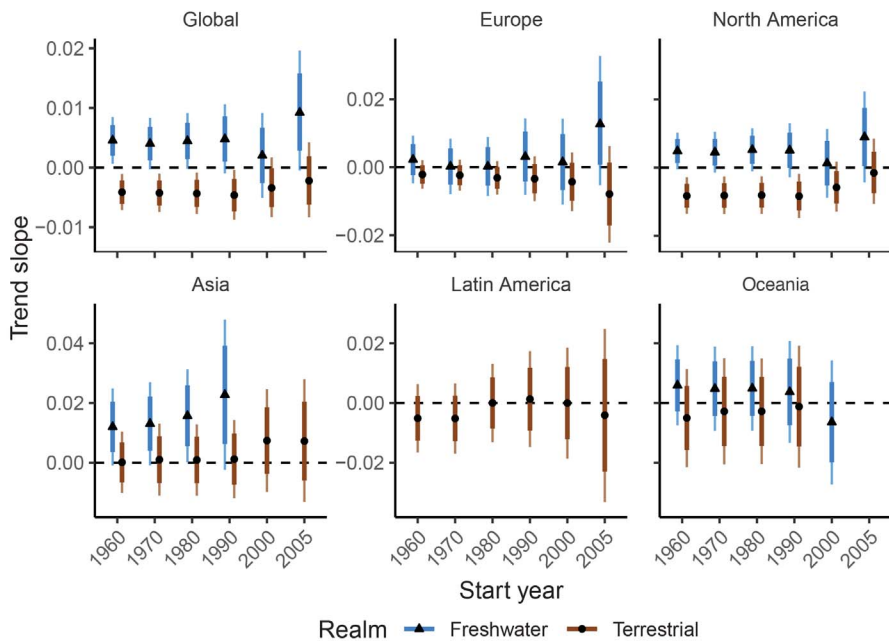 Global
Europe
North America
0.02
0.01
0.00
−0.01
0.02
0.00
−0.02
Trend slope
Asia
Latin America
Oceania
0.04
0.02
0.00
0.02
0.00
−0.02
1960 1970 1980 1990 2000 2005
1960 1970 1980 1990 2000 2005
1960 1970 1980 1990 2000 2005
Start year
Realm Freshwater Terrestrial